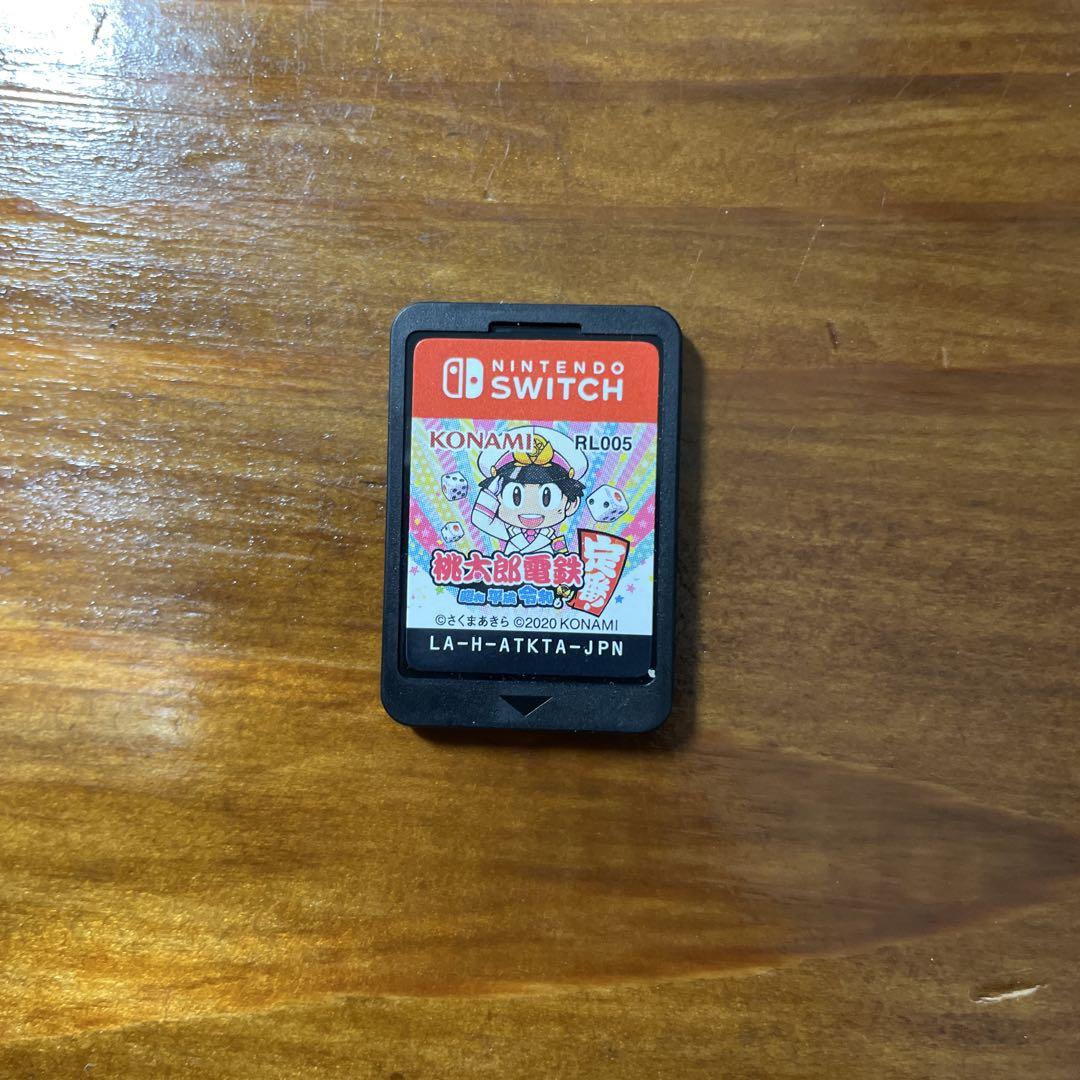 NINTENDO
SWITCH
KONAMI RL005
桃太郎電鉄
昭和 平成 令和も
定番!
©さくまあきら ©2020 KONAMI
LA-H-ATKTA-JPN